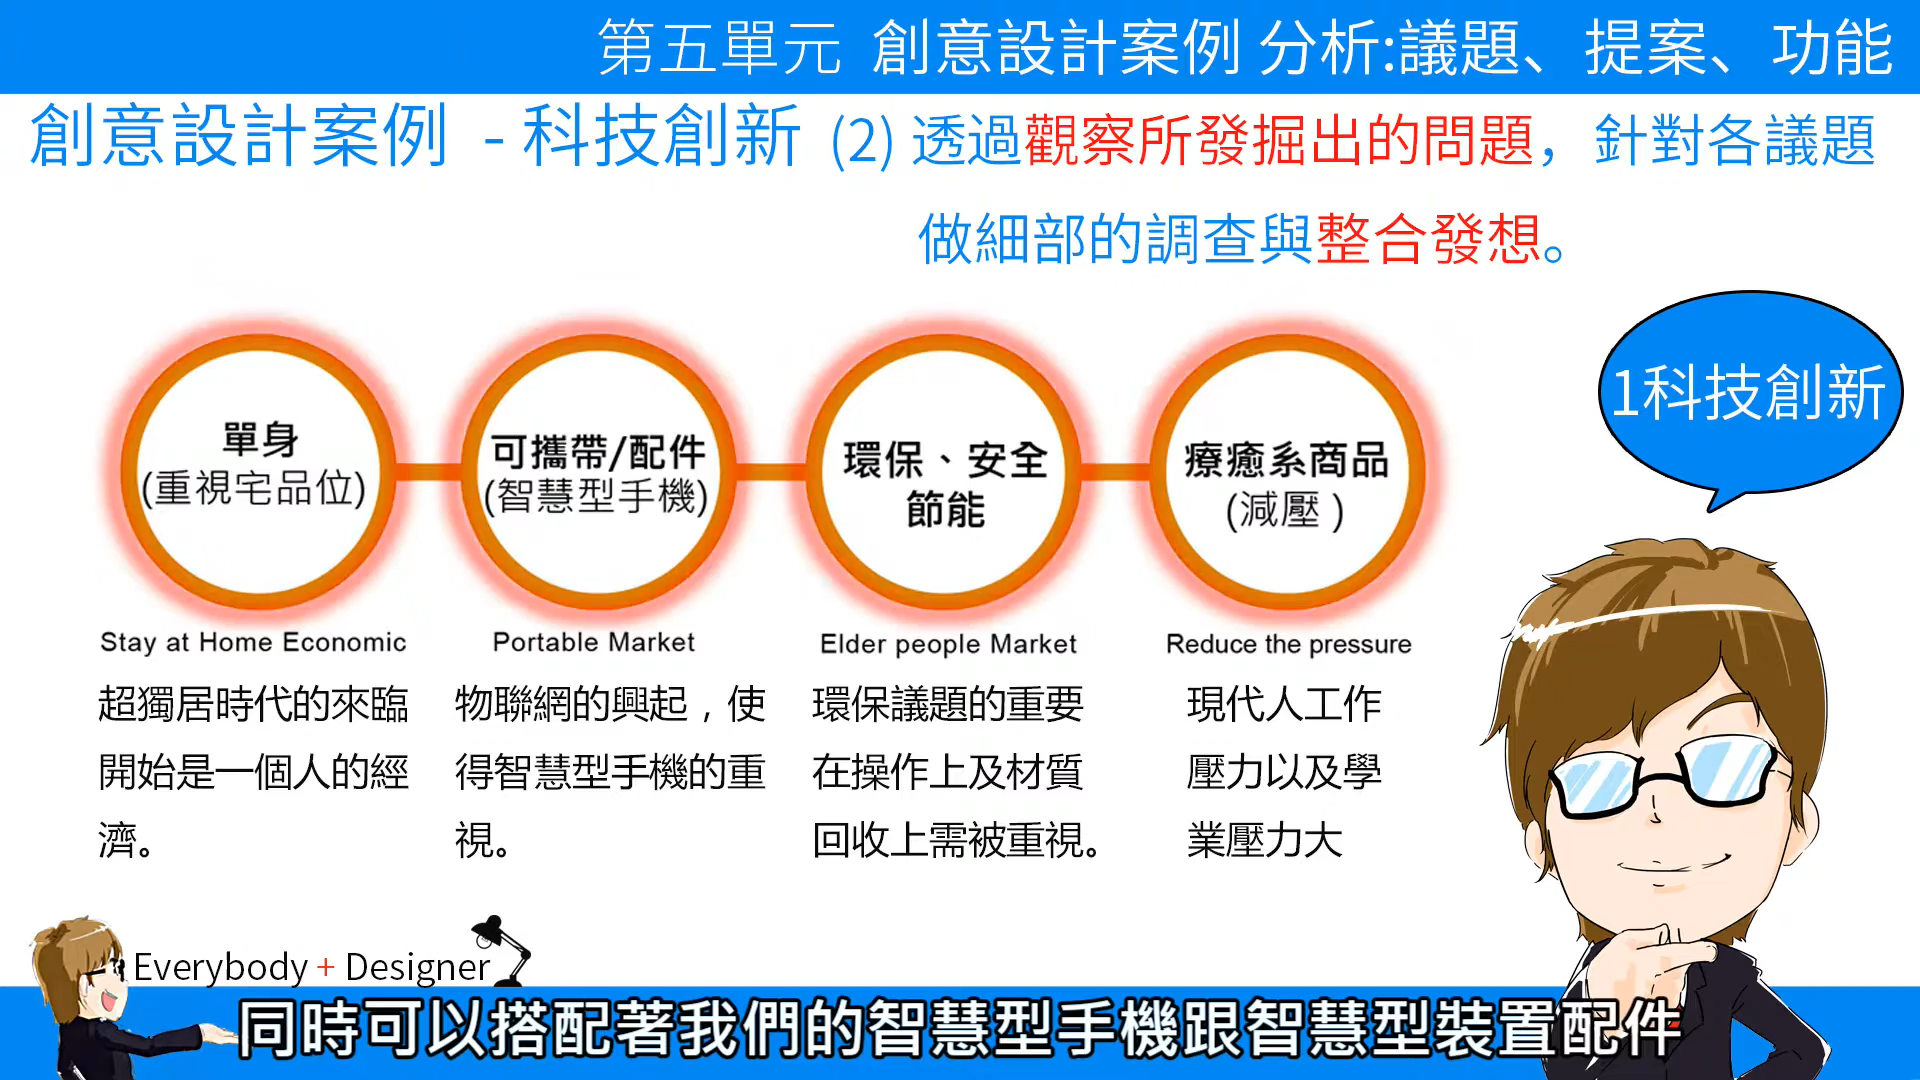 第五單元 創意設計案例 分析:議題、提案、功能
創意設計案例 - 科技創新 (2) 透過觀察所發掘出的問題，針對各議題
做細部的調查與整合發想。
1科技創新
單身
(重視宅品位)
可攜帶/配件
(智慧型手機)
環保、安全
節能
療癒系商品
(減壓)
Stay at Home Economic
Portable Market
Elder people Market
Reduce the pressure
超獨居時代的來臨
開始是一個人的經
濟。
物聯網的興起，使
得智慧型手機的重
視。
環保議題的重要
在操作上及材質
回收上需被重視。
現代人工作
壓力以及學
業壓力大
Everybody + Designer
同時可以搭配著我們的智慧型手機跟智慧型裝置配件